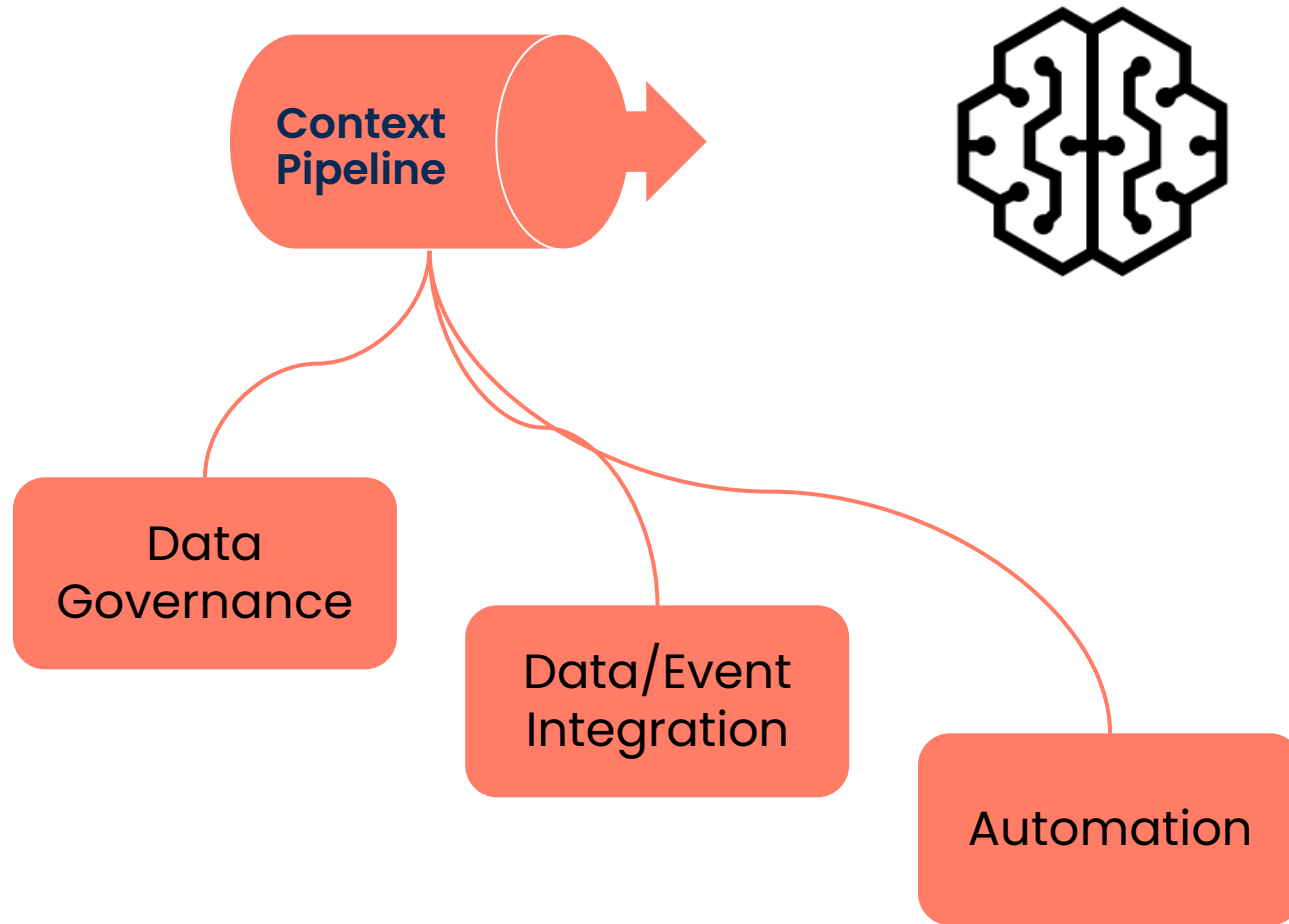 Context
Pipeline
Data
Governance
Data/Event
Integration
Automation